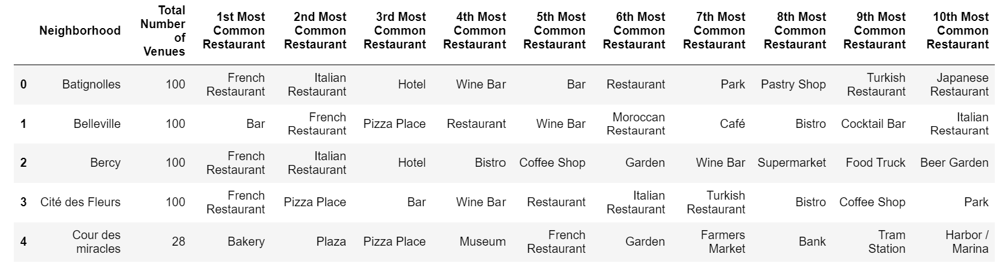 Neighborhood Total Number of Venues 1st Most Common Restaurant 2nd Most Common Restaurant 3rd Most Common Restaurant 4th Most Common Restaurant 5th Most Common Restaurant 6th Most Common Restaurant 7th Most Common Restaurant 8th Most Common Restaurant 9th Most Common Restaurant 10th Most Common Restaurant
0 Batignolles 100 French Restaurant Italian Restaurant Hotel Wine Bar Bar Restaurant Park Pastry Shop Turkish Restaurant Japanese Restaurant
1 Belleville 100 Bar French Restaurant Pizza Place Restaurant Wine Bar Moroccan Restaurant Café Bistro Cocktail Bar Italian Restaurant
2 Bercy 100 French Restaurant Italian Restaurant Hotel Bistro Coffee Shop Garden Wine Bar Supermarket Food Truck Beer Garden
3 Cité des Fleurs 100 French Restaurant Pizza Place Bar Wine Bar Restaurant Italian Restaurant Turkish Restaurant Bistro Coffee Shop Park
4 Cour des miracles 28 Bakery Plaza Pizza Place Museum French Restaurant Garden Farmers Market Bank Tram Station Harbor / Marina